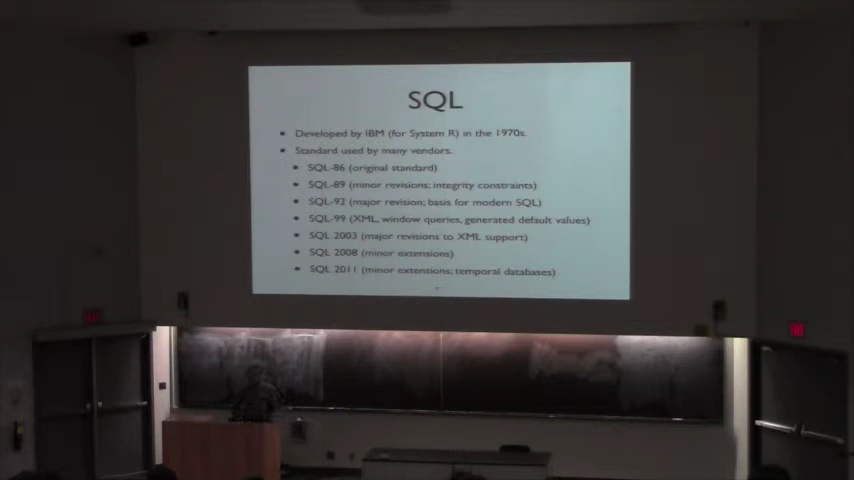 SQL
• Developed by IBM (for System R) in the 1970s.
• Standard used by many vendors.
• SQL-86 (original standard)
• SQL-89 (minor revisions; integrity constraints)
• SQL-92 (major revision; basis for modern SQL)
• SQL-99 (XML, window queries, generated default values)
• SQL 2003 (major revisions to XML support)
• SQL 2008 (minor extensions)
• SQL 2011 (minor extensions; temporal databases)